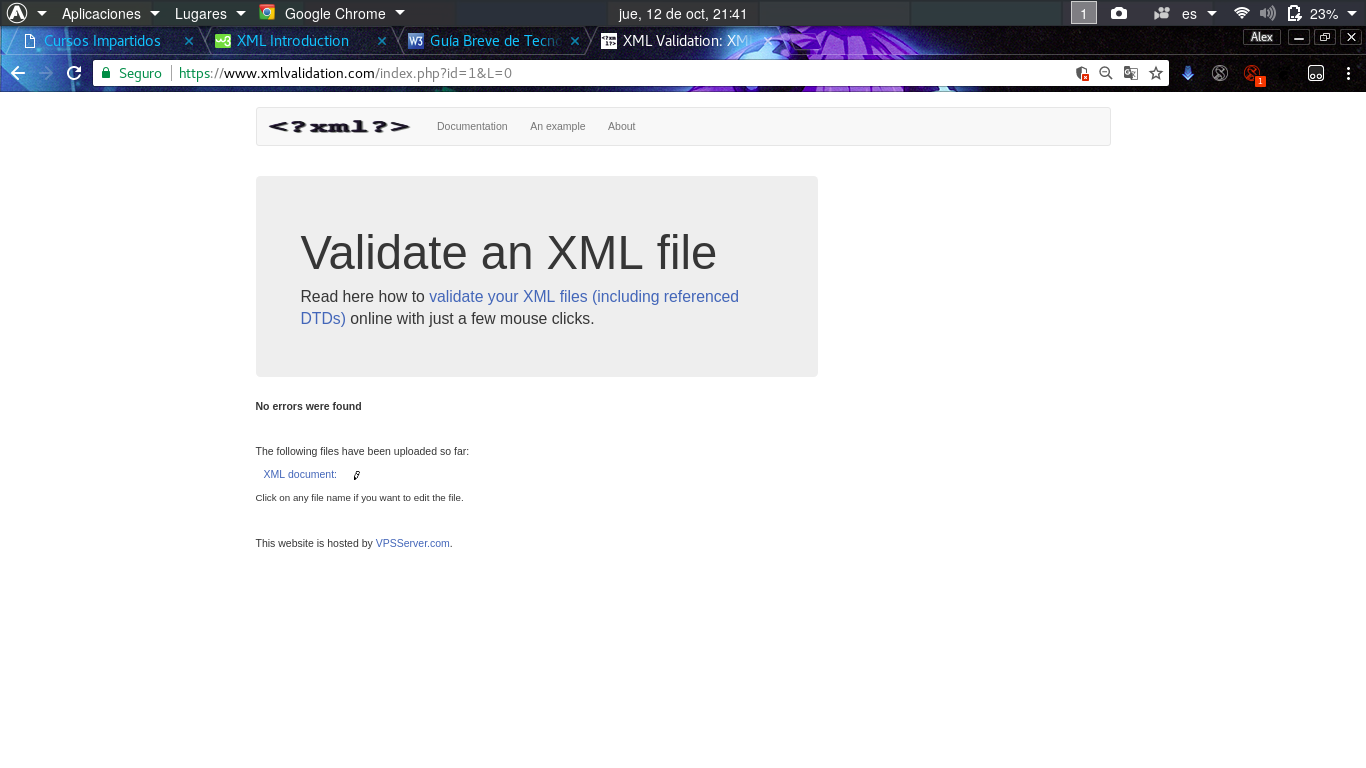 Aplicaciones Lugares Google Chrome jue, 12 de oct, 21:41 1 es 23%
Cursos Impartidos XML Introduction Guía Breve de Tecno XML Validation: XML Alex
Seguro https://www.xmlvalidation.com/index.php?id=1&L=0 1
<?xml?> Documentation An example About
Validate an XML file
Read here how to validate your XML files (including referenced
DTDs) online with just a few mouse clicks.
No errors were found
The following files have been uploaded so far:
XML document:
Click on any file name if you want to edit the file.
This website is hosted by VPSServer.com.